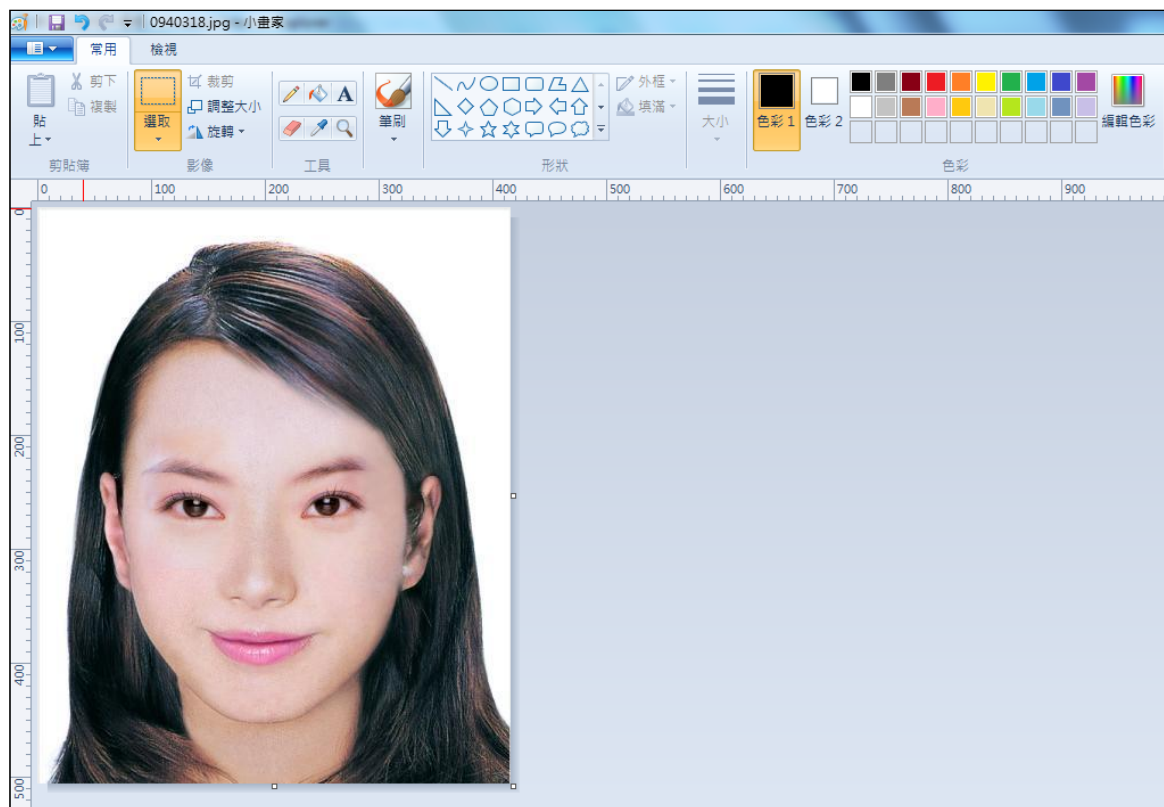 0940318.jpg - 小畫家
常用 檢視
剪下 裁剪 外框
複製 調整大小 A 填滿
貼上 選取 旋轉 筆刷 大小 色彩 1 色彩 2 編輯色彩
剪貼簿 影像 工具 形狀 色彩
0 100 200 300 400 500 600 700 800 900
0
100
200
300
400
500